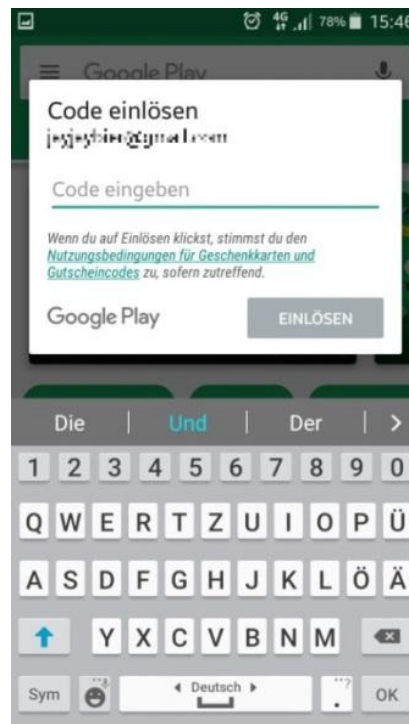 4G 78% 15:46
Google Play
Code einlösen
Code eingeben
Wenn du auf Einlösen klickst, stimmst du den
Nutzungsbedingungen für Geschenkkarten und
Gutscheincodes zu, sofern zutreffend.
Google Play EINLÖSEN
Die Und Der >
1 2 3 4 5 6 7 8 9 0
Q W E R T Z U I O P Ü
A S D F G H J K L Ö Ä
Y X C V B N M
Sym Deutsch . ? OK